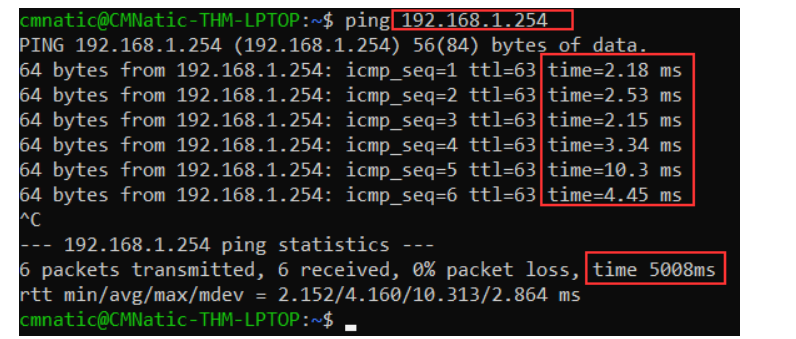 cmnatic@CMNatic-THM-LPTOP:~$ ping 192.168.1.254
PING 192.168.1.254 (192.168.1.254) 56(84) bytes of data.
64 bytes from 192.168.1.254: icmp_seq=1 ttl=63 time=2.18 ms
64 bytes from 192.168.1.254: icmp_seq=2 ttl=63 time=2.53 ms
64 bytes from 192.168.1.254: icmp_seq=3 ttl=63 time=2.15 ms
64 bytes from 192.168.1.254: icmp_seq=4 ttl=63 time=3.34 ms
64 bytes from 192.168.1.254: icmp_seq=5 ttl=63 time=10.3 ms
64 bytes from 192.168.1.254: icmp_seq=6 ttl=63 time=4.45 ms
^C
--- 192.168.1.254 ping statistics ---
6 packets transmitted, 6 received, 0% packet loss, time 5008ms
rtt min/avg/max/mdev = 2.152/4.160/10.313/2.864 ms
cmnatic@CMNatic-THM-LPTOP:~$